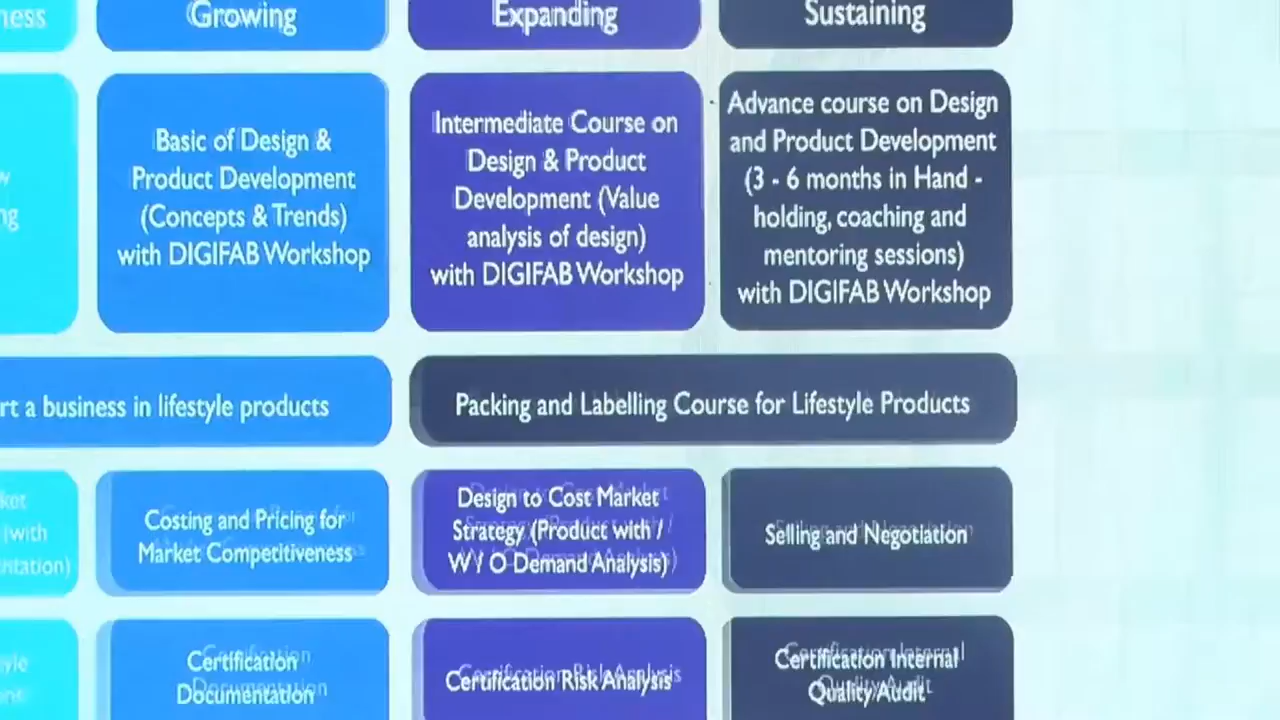 Growing
Expanding
Sustaining
Basic of Design &
Product Development
(Concepts & Trends)
with DIGIFAB Workshop
Intermediate Course on
Design & Product
Development (Value
analysis of design)
with DIGIFAB Workshop
Advance course on Design
and Product Development
(3 - 6 months in Hand -
holding, coaching and
mentoring sessions)
with DIGIFAB Workshop
a business in lifestyle products
Packing and Labelling Course for Lifestyle Products
(with
Costing and Pricing for
Market Competitiveness
Design to Cost Market
Strategy (Product with /
W / O Demand Analysis)
Selling and Negotiation
Certification
Documentation
Certification Risk Analysis
Certification Internal
Quality Audit